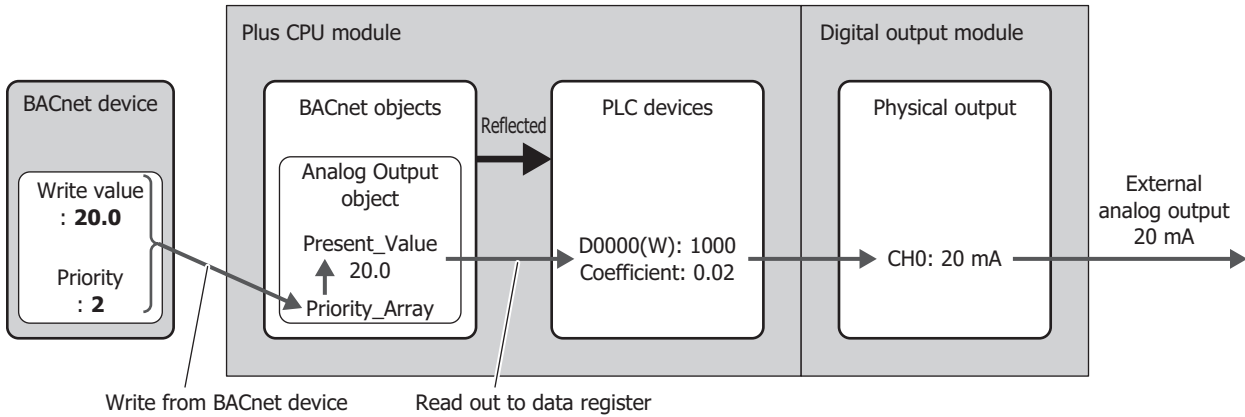 Plus CPU module
Digital output module
BACnet device
Write value
: 20.0
Priority
: 2
BACnet objects
Analog Output
object
Present_Value
20.0
Priority_Array
Reflected
PLC devices
D0000(W): 1000
Coefficient: 0.02
Physical output
CH0: 20 mA
External
analog output
20 mA
Write from BACnet device
Read out to data register